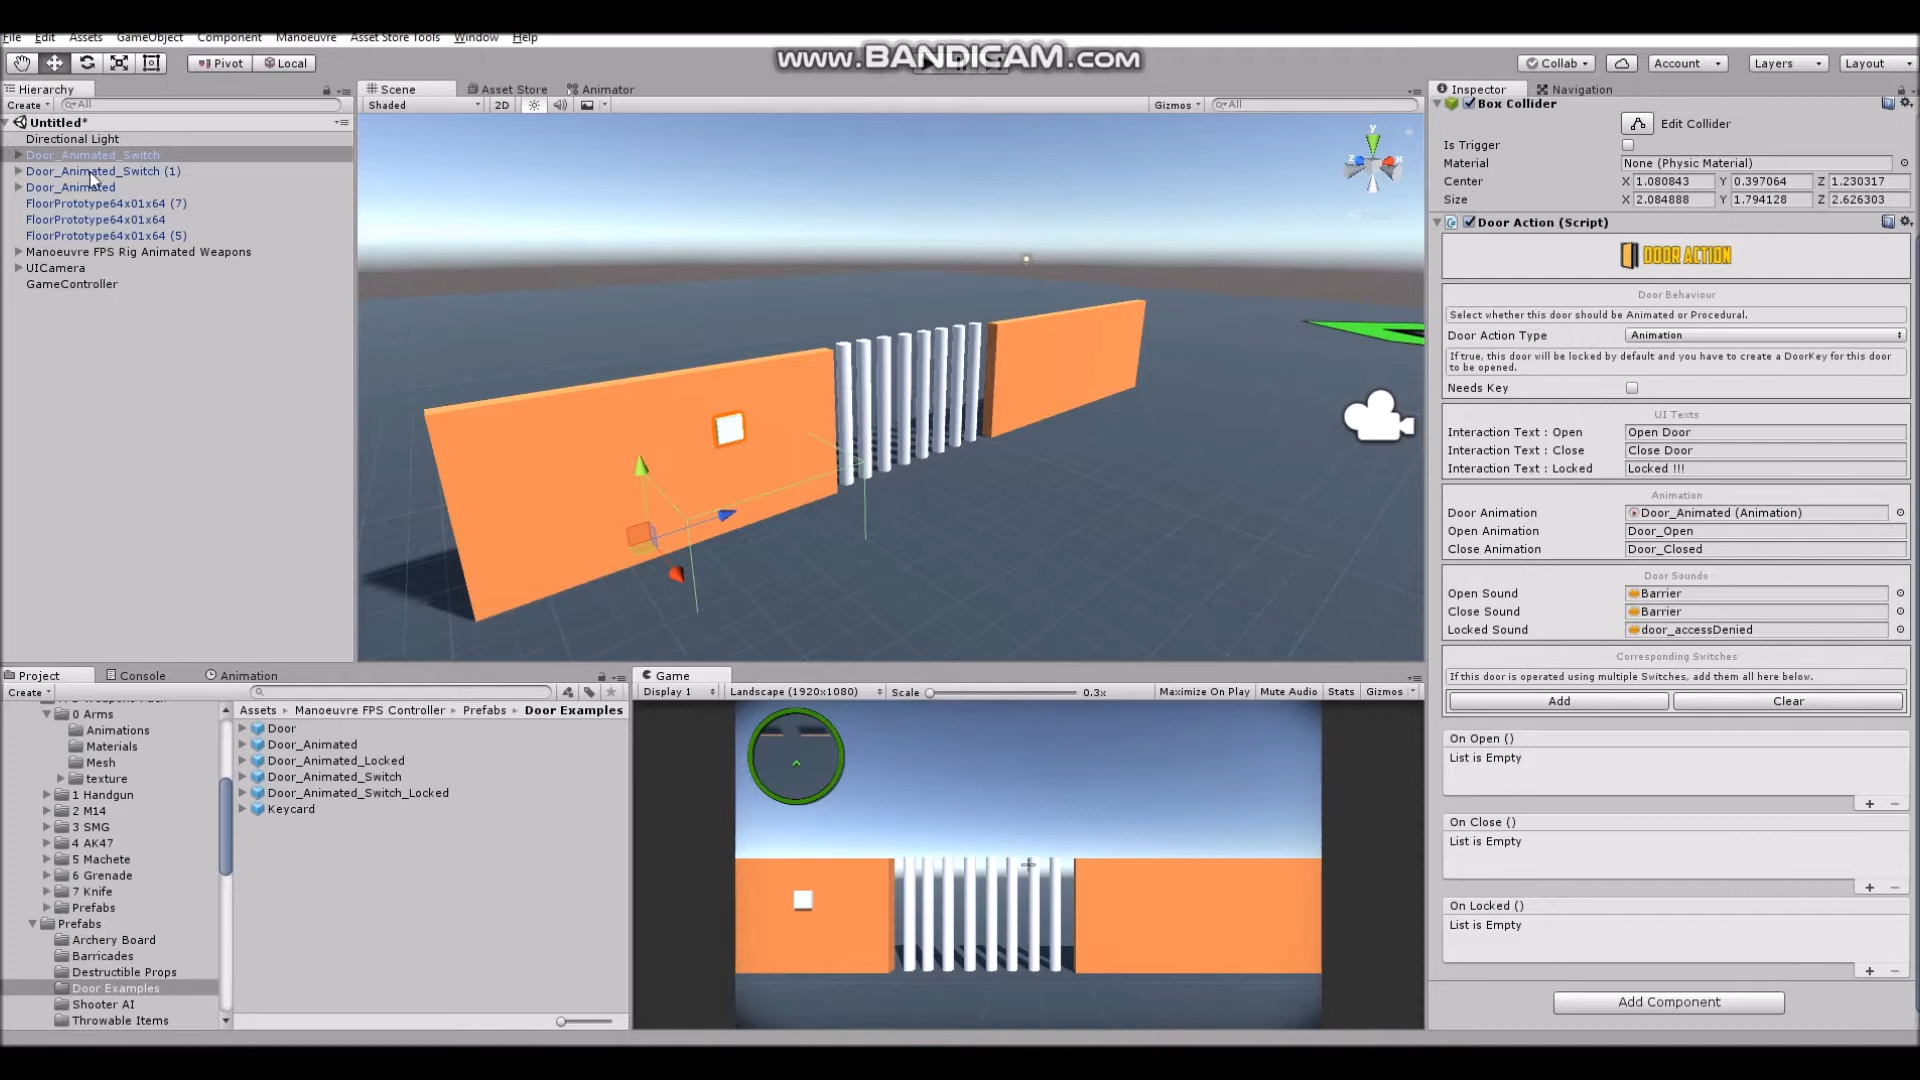 www.BANDICAM.com
File Edit Assets GameObject Component Manoeuvre Asset Store Tools Window Help
Pivot Local Collab Account Layers Layout
Hierarchy
Create All
Untitled*
Directional Light
Door_Animated_Switch
Door_Animated_Switch (1)
Door_Animated
FloorPrototype64x01x64 (7)
FloorPrototype64x01x64
FloorPrototype64x01x64 (5)
Manoeuvre FPS Rig Animated Weapons
UICamera
GameController
Scene Asset Store Animator
Shaded 2D Gizmos All
y
z x
Inspector Navigation
Box Collider
Edit Collider
Is Trigger
Material None (Physic Material)
Center X 1.080843 Y 0.397064 Z 1.230317
Size X 2.084888 Y 1.794128 Z 2.626303
Door Action (Script)
DOOR ACTION
Door Behaviour
Select whether this door should be Animated or Procedural.
Door Action Type Animation
If true, this door will be locked by default and you have to create a DoorKey for this door
to be opened.
Needs Key
UI Texts
Interaction Text : Open Open Door
Interaction Text : Close Close Door
Interaction Text : Locked Locked !!!
Animation
Door Animation Door_Animated (Animation)
Open Animation Door_Open
Close Animation Door_Closed
Door Sounds
Open Sound Barrier
Close Sound Barrier
Locked Sound door_accessDenied
Corresponding Switches
If this door is operated using multiple Switches, add them all here below.
Add Clear
On Open ()
List is Empty
On Close ()
List is Empty
On Locked ()
List is Empty
Add Component
Project Console Animation
Create
0 Arms
Animations
Materials
Mesh
texture
1 Handgun
2 M14
3 SMG
4 AK47
5 Machete
6 Grenade
7 Knife
Prefabs
Prefabs
Archery Board
Barricades
Destructible Props
Door Examples
Shooter AI
Throwable Items
Assets Manoeuvre FPS Controller Prefabs Door Examples
Door
Door_Animated
Door_Animated_Locked
Door_Animated_Switch
Door_Animated_Switch_Locked
Keycard
Game
Display 1 Landscape (1920x1080) Scale 0.3x Maximize On Play Mute Audio Stats Gizmos